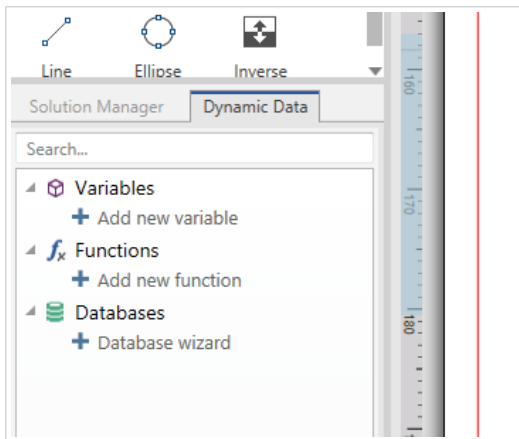 Line Ellipse Inverse
Solution Manager Dynamic Data
Search...
Variables
Add new variable
fx Functions
Add new function
Databases
Database wizard
160
170
180